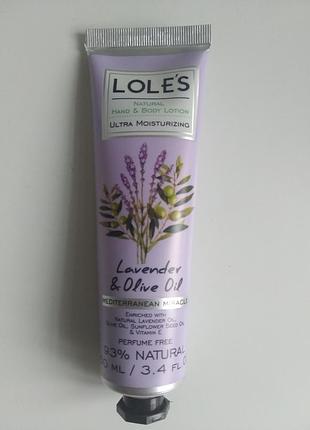 LOLE'S
NATURAL
HAND & BODY LOTION
ULTRA MOISTURIZING
Lavender
& Olive Oil
MEDITERRANEAN MIRACLE
ENRICHED WITH
NATURAL LAVENDER OIL,
OLIVE OIL, SUNFLOWER SEED OIL
& VITAMIN E
PERFUME FREE
93% NATURAL
ML / 3.4 FL